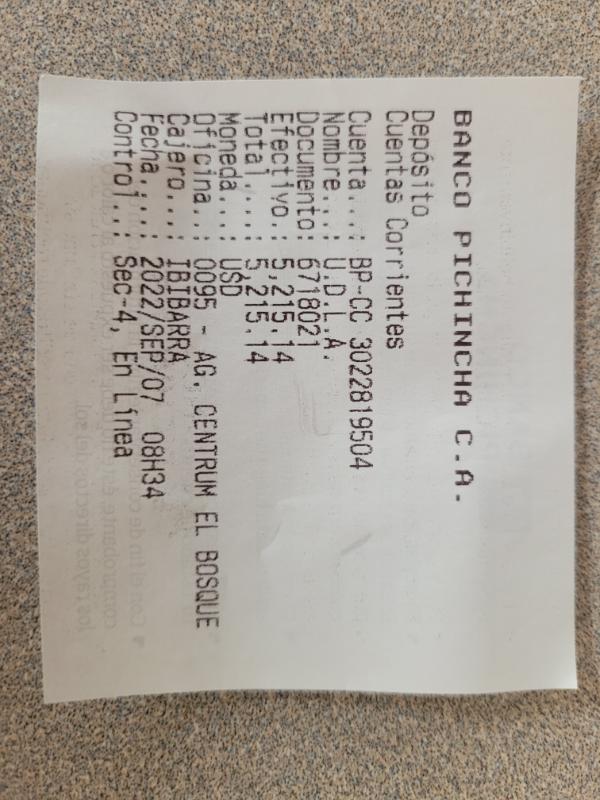 BANCO PICHINCHA C.A.
Depósito
Cuentas Corrientes
Cuenta...: BP-CC 3022819504
Nombre...: U.D.L.A.
Documento: 6718021
Efectivo.: 5,215.14
Total....: 5,215.14
Moneda...: USD
Oficina..: 0095 - AG. CENTRUM EL BOSQUE
Cajero...: IBIBARRA
Fecha....: 2022/SEP/07 08H34
Control..: Sec-4, En Línea